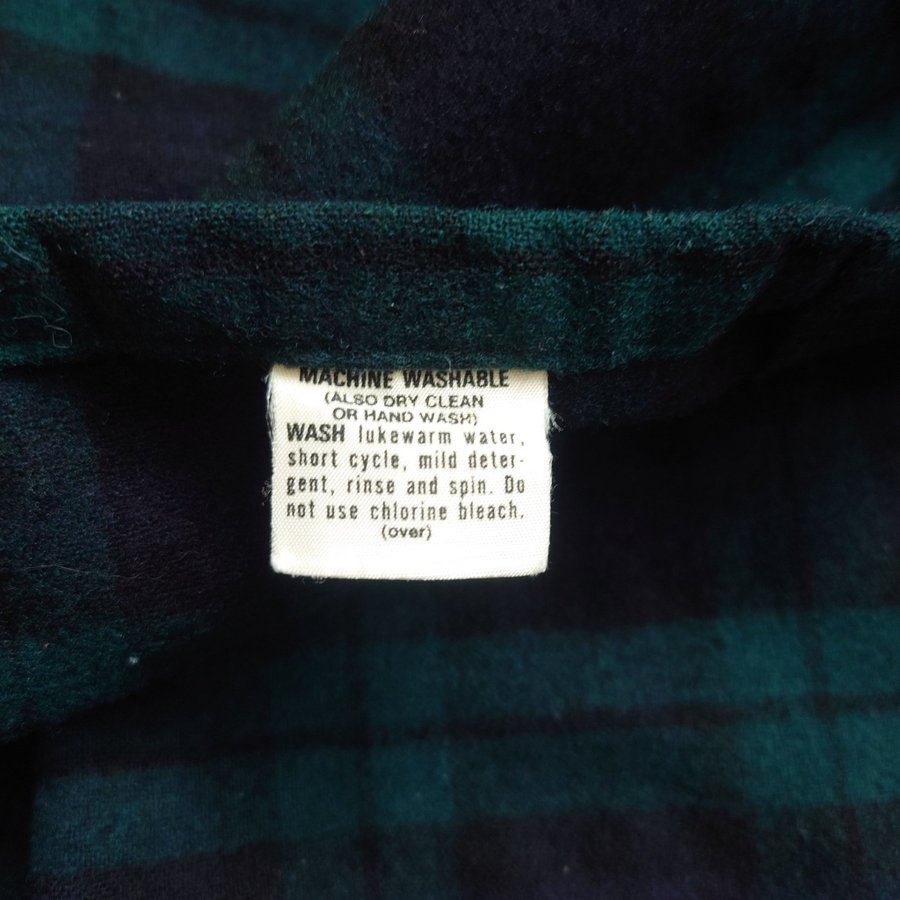 MACHINE WASHABLE
(ALSO DRY CLEAN
OR HAND WASH)
WASH lukewarm water,
short cycle, mild deter-
gent, rinse and spin. Do
not use chlorine bleach.
(over)